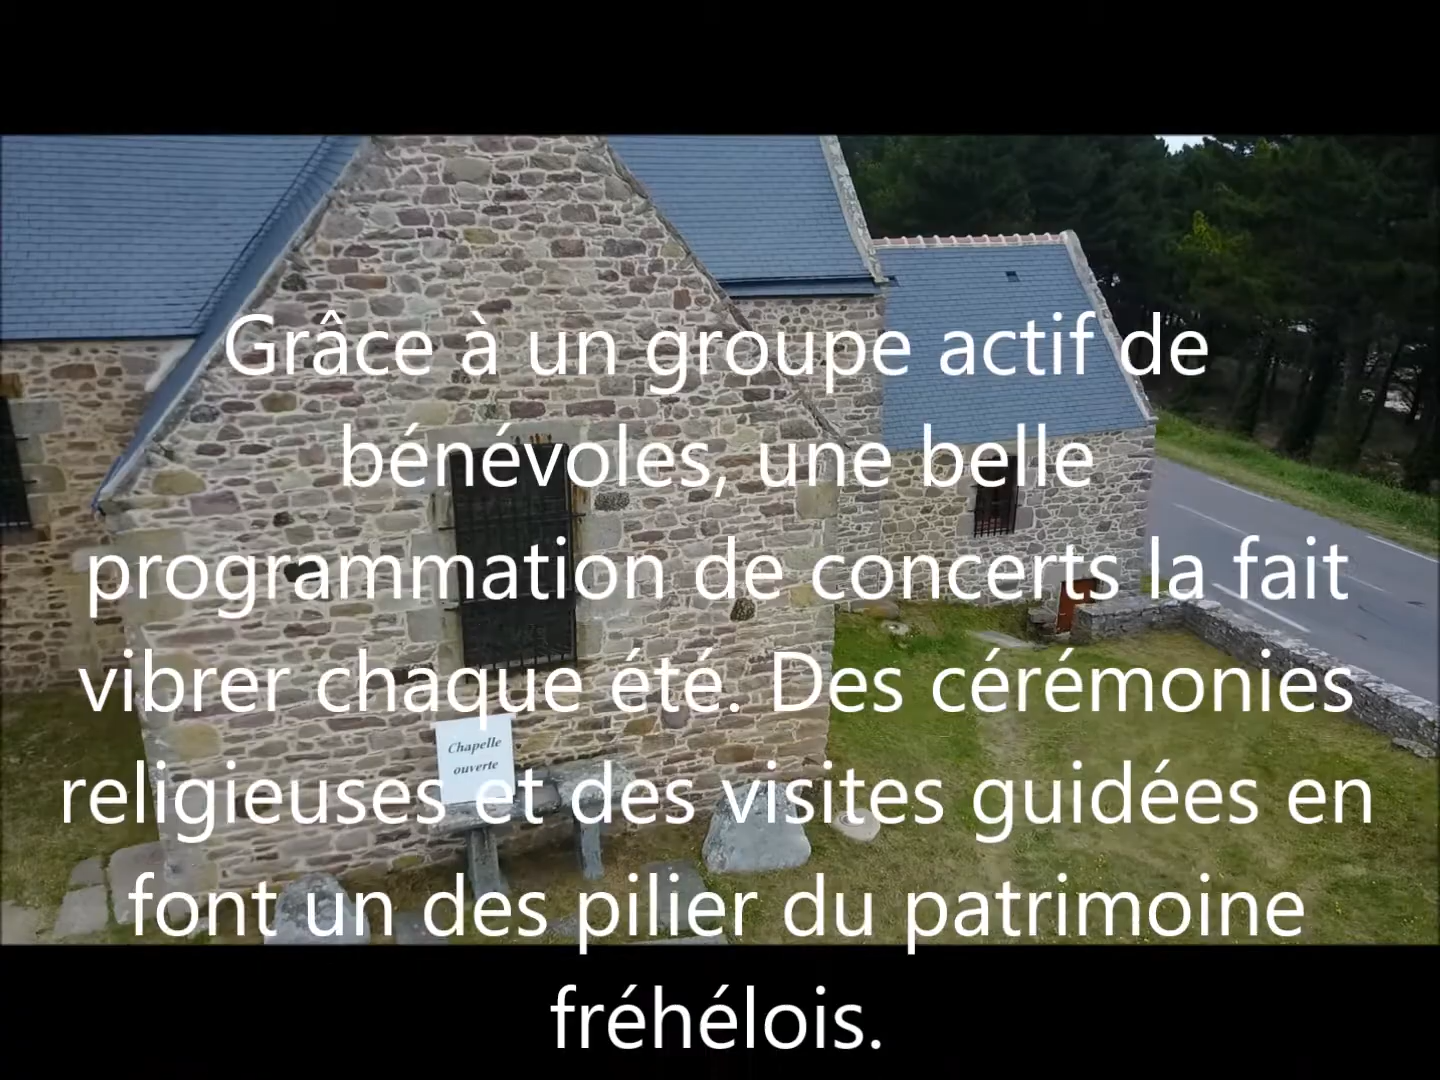 Grâce à un groupe actif de
bénévoles, une belle
programmation de concerts la fait
vibrer chaque été. Des cérémonies
religieuses et des visites guidées en
font un des pilier du patrimoine
fréhélois.
Chapelle
ouverte